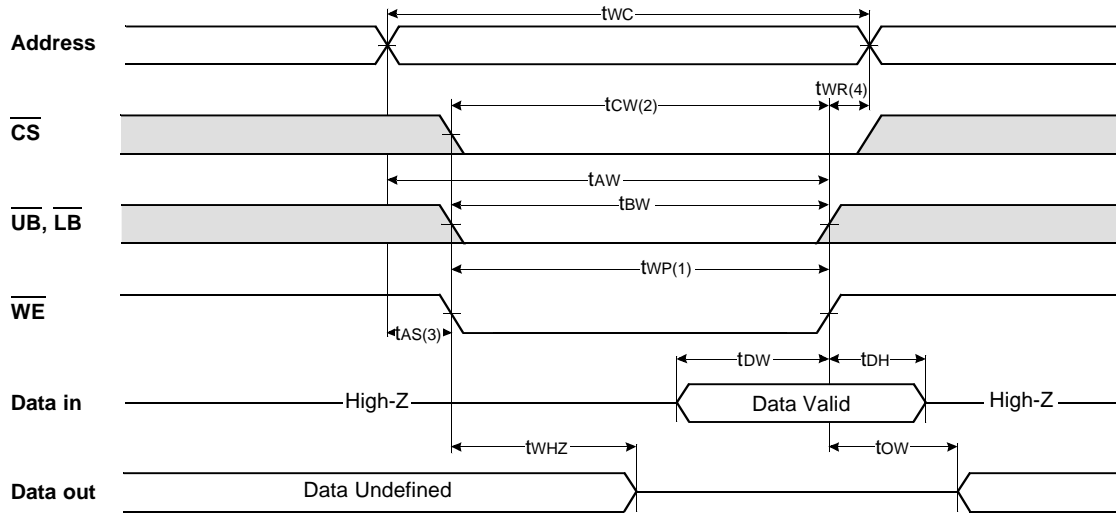 tWC
Address
tCW(2) tWR(4)
CS
tAW
UB, LB tBW
tWP(1)
WE
tAS(3)
tDW tDH
Data in High-Z Data Valid High-Z
tWHZ tOW
Data out Data Undefined